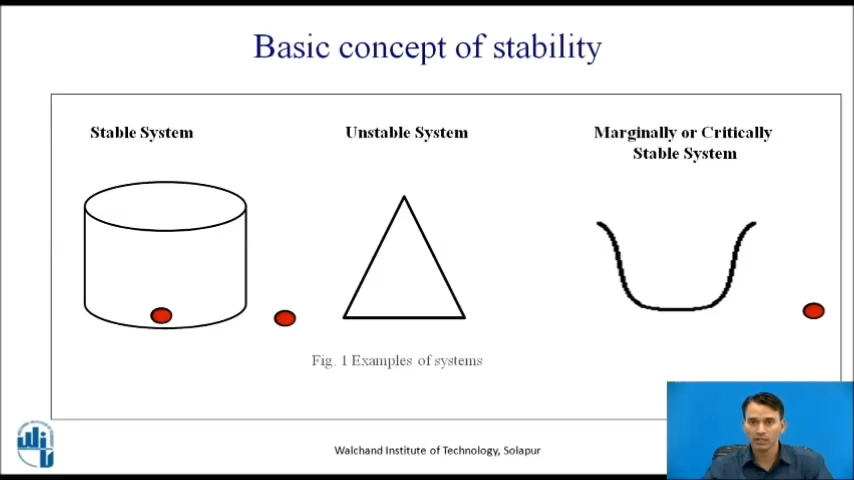 Basic concept of stability
Stable System
Unstable System
Marginally or Critically
Stable System
Fig. 1 Examples of systems
Walchand Institute of Technology, Solapur